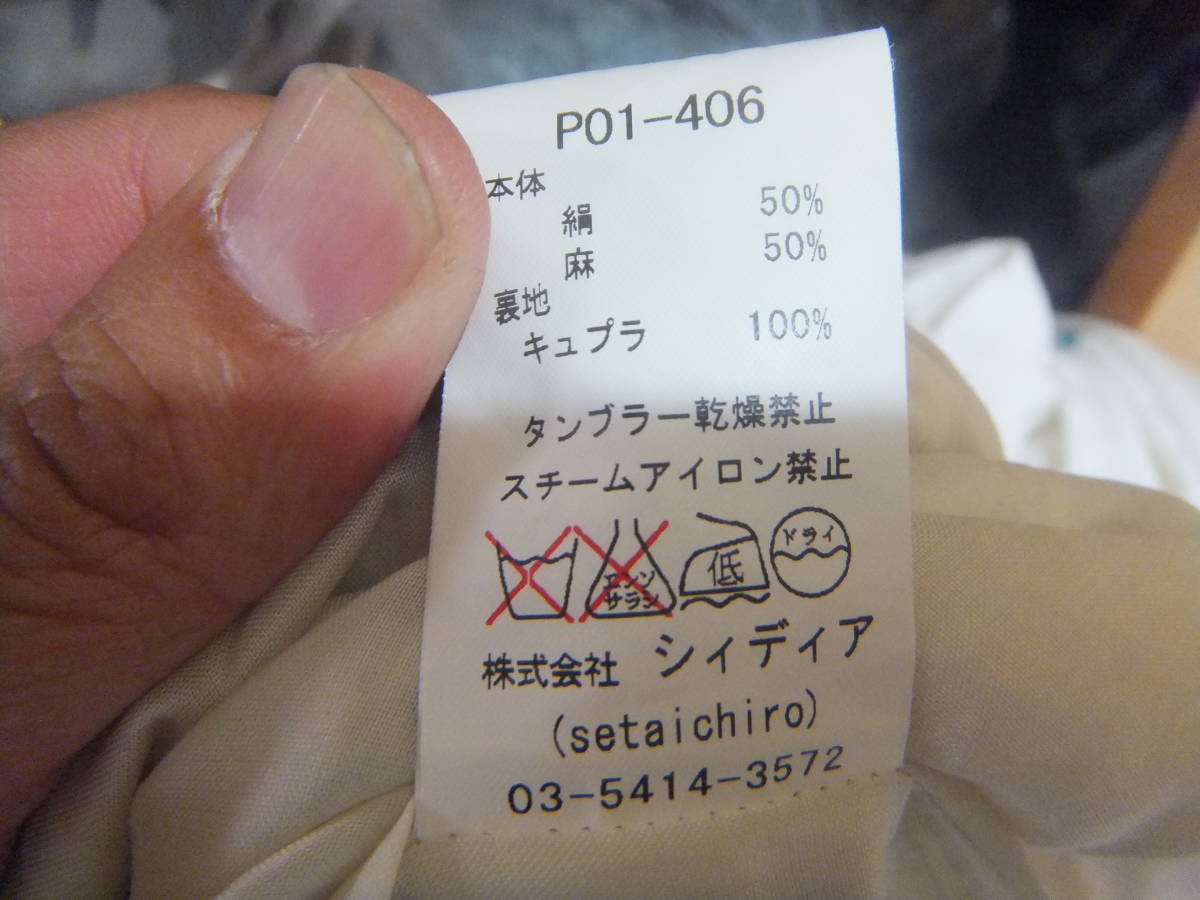 P01-406
本体
絹 50%
麻 50%
裏地
キュプラ 100%
タンブラー乾燥禁止
スチームアイロン禁止
エンソ
サラシ
低
ドライ
株式会社 シィディア
(setaichiro)
03-5414-3572